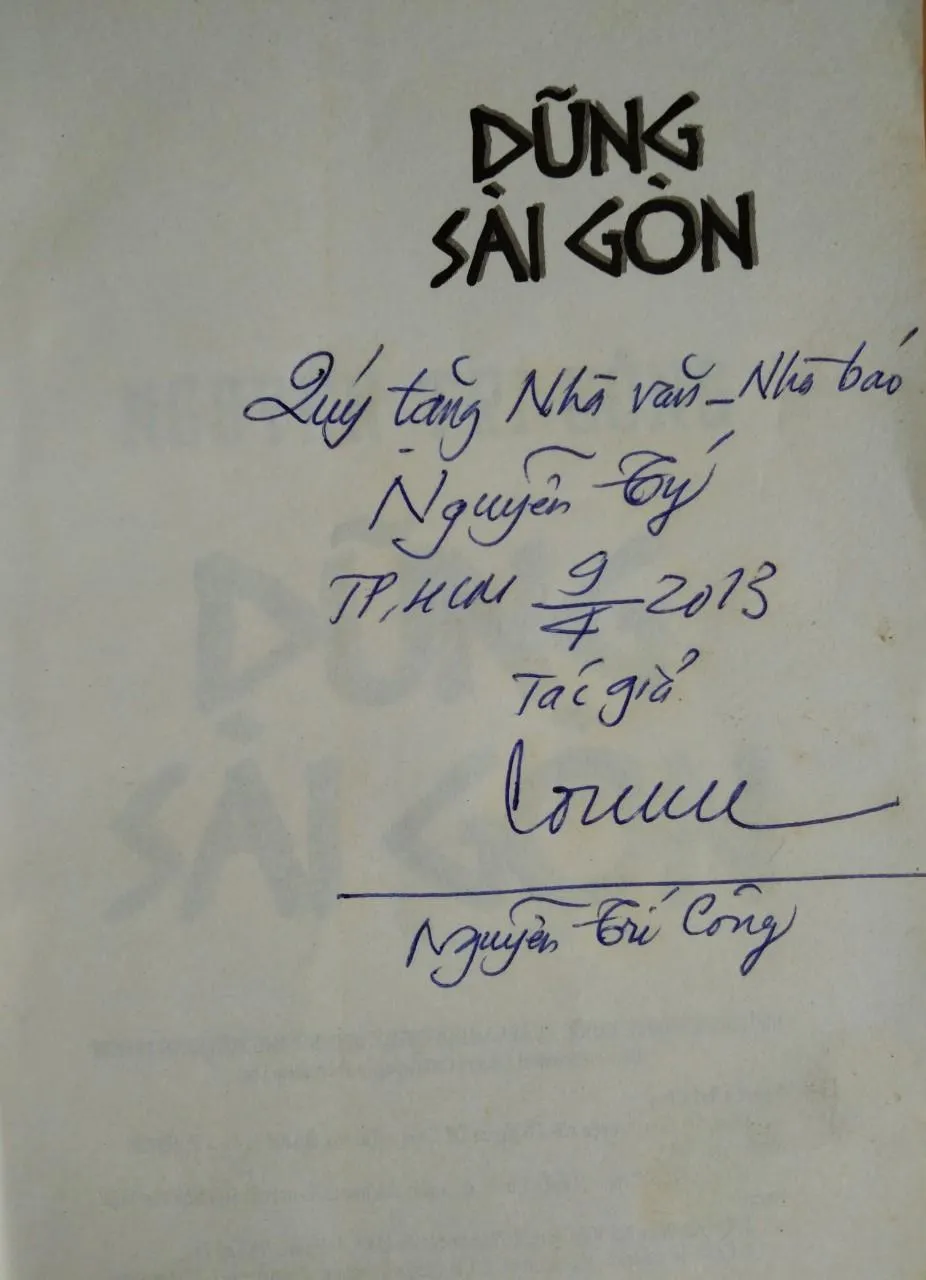 DŨNG
SÀI GÒN
Quý tặng Nhà văn - Nhà báo
Nguyễn Tý
TP, HCM 9/4 2013
Tác giả
Nguyễn Trí Công